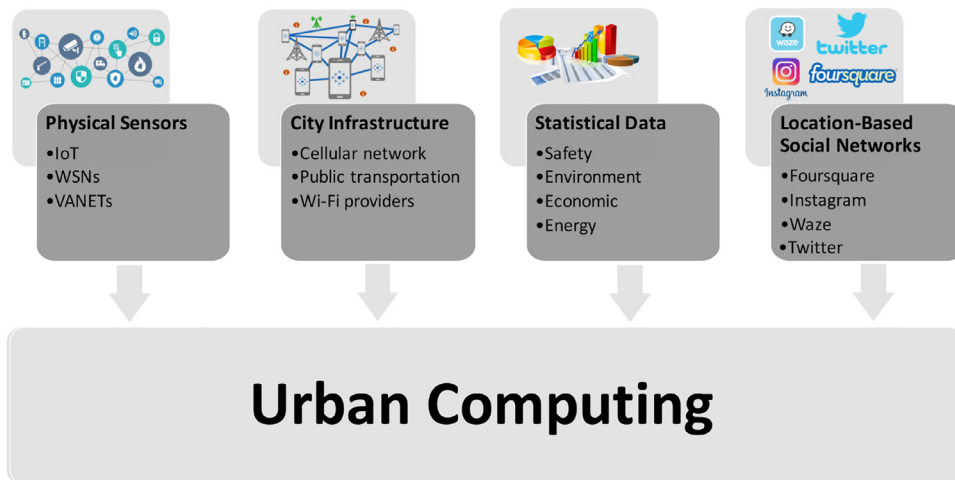 waze
twitter
Instagram
foursquare
Physical Sensors
•IoT
•WSNs
•VANETs
City Infrastructure
•Cellular network
•Public transportation
•Wi-Fi providers
Statistical Data
•Safety
•Environment
•Economic
•Energy
Location-Based
Social Networks
•Foursquare
•Instagram
•Waze
•Twitter
Urban Computing